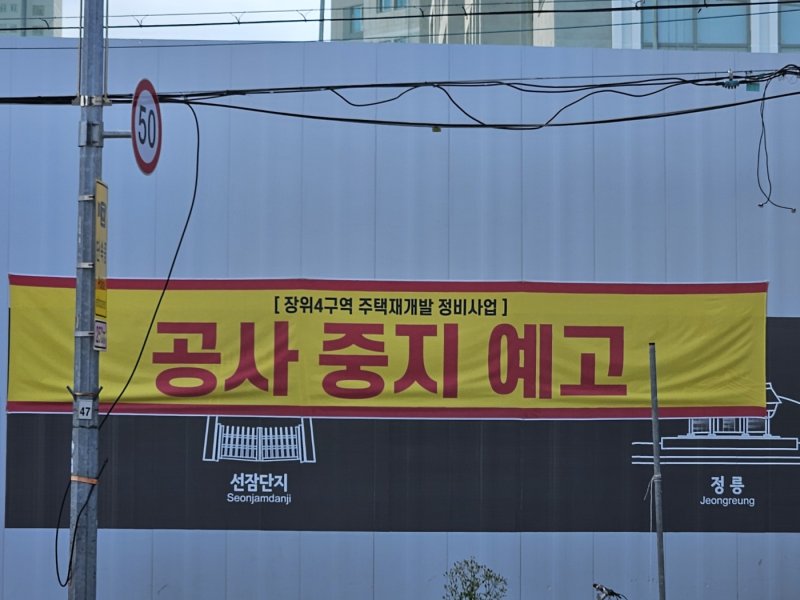 50
[ 장위4구역 주택재개발 정비사업 ]
공사 중지 예고
47
선잠단지
Seonjamdanji
정릉
Jeongreung